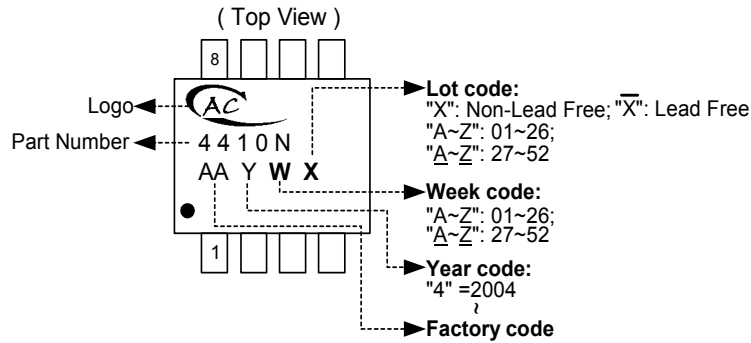 ( Top View )
8
Logo
AC
Part Number
4 4 1 0 N
AA Y W X
1
Lot code:
"X": Non-Lead Free; "X̅": Lead Free
"A~Z": 01~26;
"A̲~Z̲": 27~52
Week code:
"A~Z": 01~26;
"A̲~Z̲": 27~52
Year code:
"4" =2004
~
Factory code